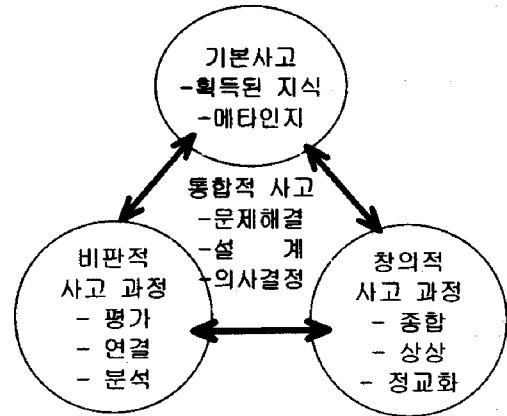 기본사고
-획득된 지식
-메타인지
통합적 사고
-문제해결
-설 계
-의사결정
비판적
사고 과정
- 평가
- 연결
- 분석
창의적
사고 과정
- 종합
- 상상
- 정교화